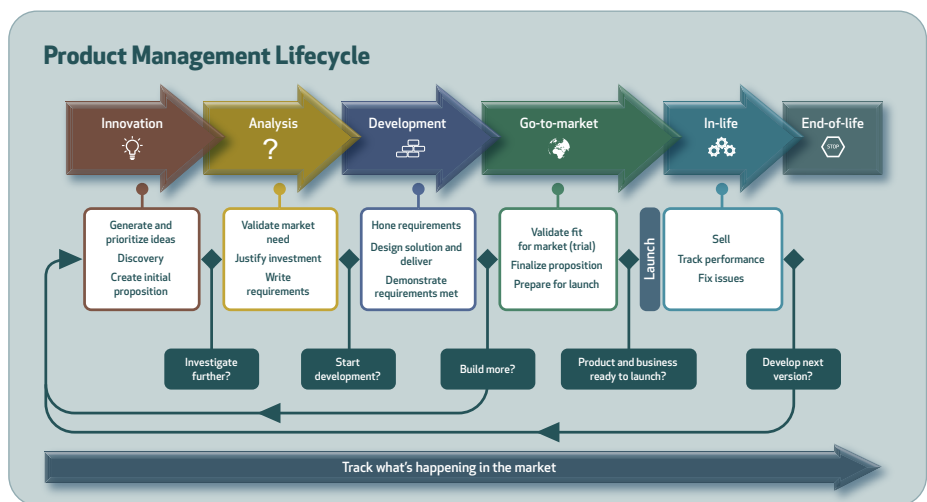 Product Management Lifecycle
Innovation
Analysis
?
Development
Go-to-market
In-life
End-of-life
STOP
Generate and
prioritize ideas
Discovery
Create initial
proposition
Validate market
need
Justify investment
Write
requirements
Hone requirements
Design solution and
deliver
Demonstrate
requirements met
Validate fit
for market (trial)
Finalize proposition
Prepare for launch
Launch
Sell
Track performance
Fix issues
Investigate
further?
Start
development?
Build more?
Product and business
ready to launch?
Develop next
version?
Track what's happening in the market